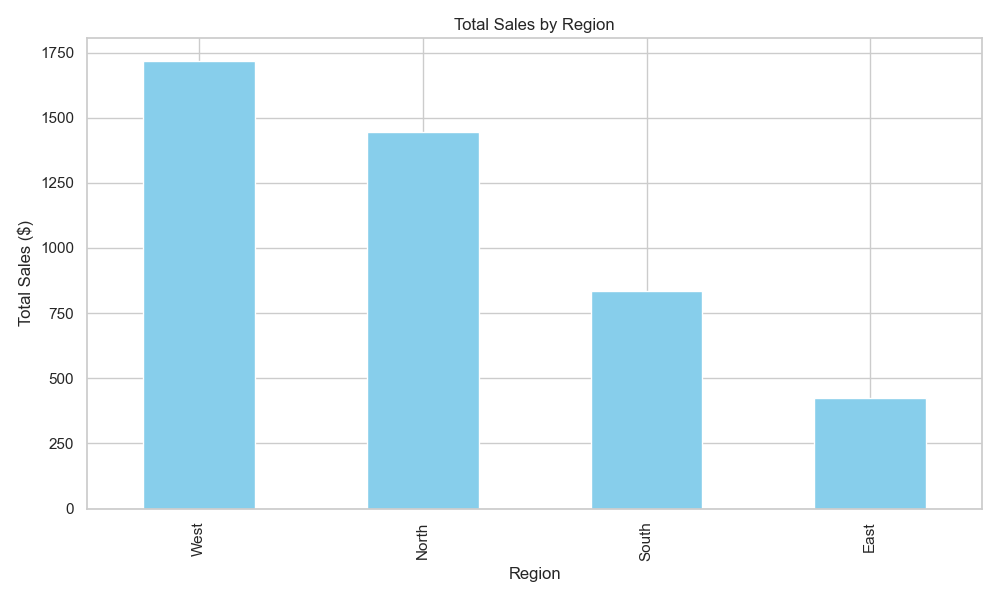 Total Sales by Region
Total Sales ($)
1750
1500
1250
1000
750
500
250
0
West
North
South
East
Region